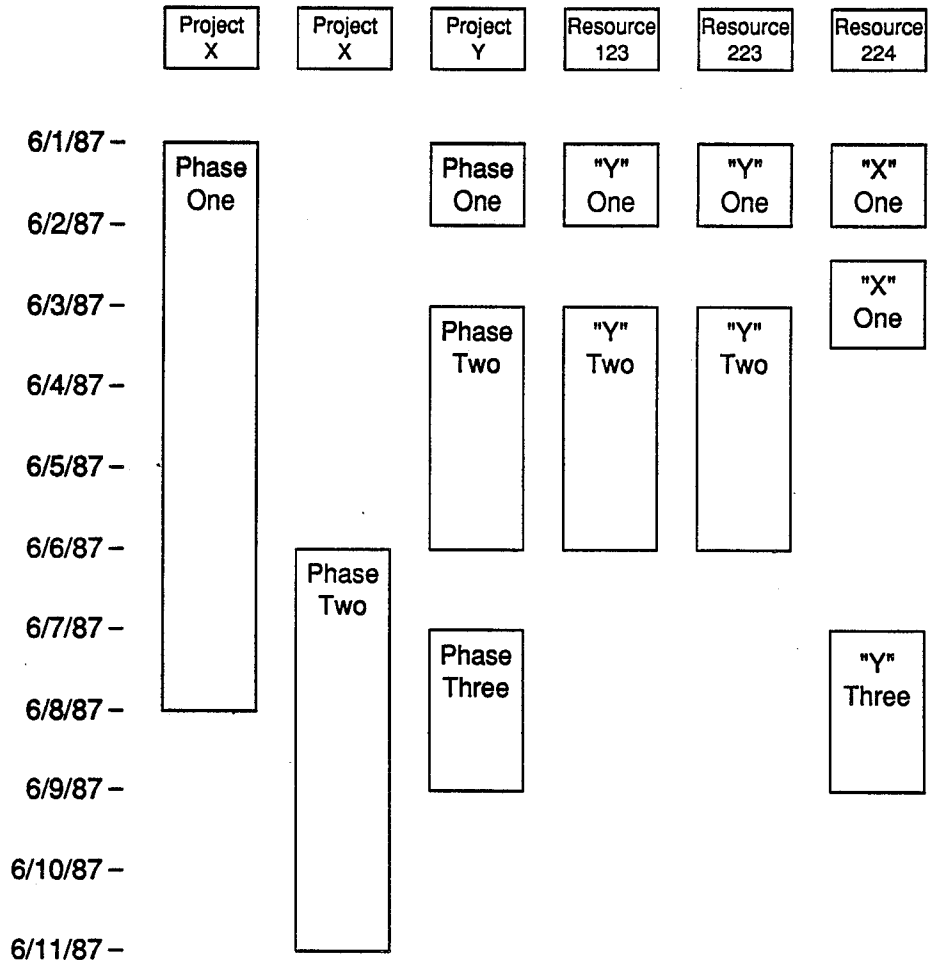 Project
X
Project
X
Project
Y
Resource
123
Resource
223
Resource
224
6/1/87 –
6/2/87 –
6/3/87 –
6/4/87 –
6/5/87 –
6/6/87 –
6/7/87 –
6/8/87 –
6/9/87 –
6/10/87 –
6/11/87 –
Phase
One
Phase
Two
Phase
One
Phase
Two
Phase
Three
"Y"
One
"Y"
Two
"Y"
One
"Y"
Two
"X"
One
"X"
One
"Y"
Three